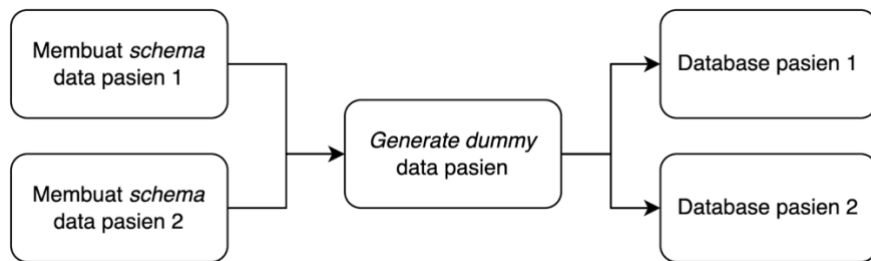 Membuat schema
data pasien 1
Membuat schema
data pasien 2
Generate dummy
data pasien
Database pasien 1
Database pasien 2